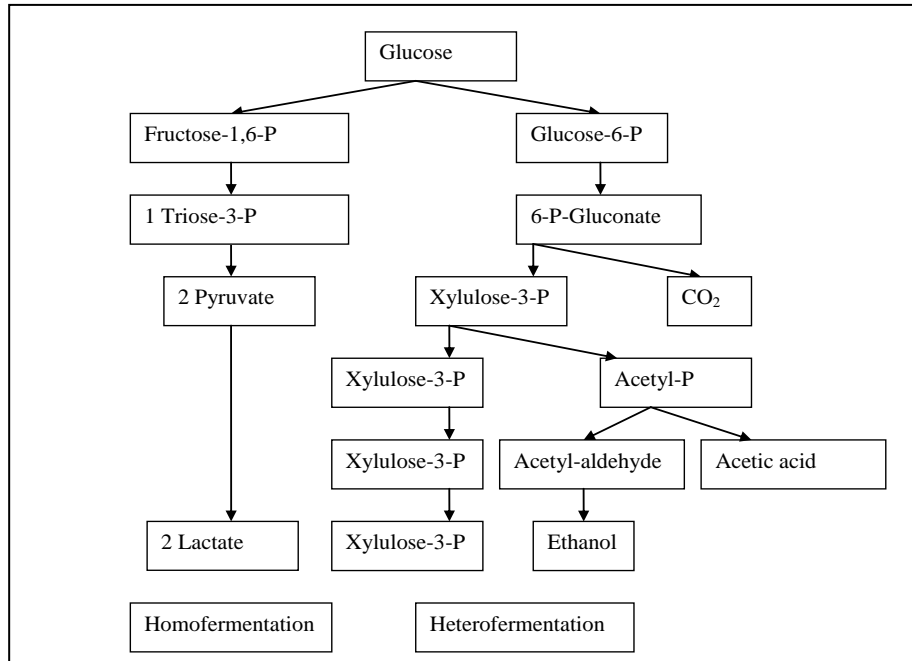 Glucose
Fructose-1,6-P
Glucose-6-P
1 Triose-3-P
6-P-Gluconate
2 Pyruvate
Xylulose-3-P
CO₂
Xylulose-3-P
Acetyl-P
Xylulose-3-P
Acetyl-aldehyde
Acetic acid
2 Lactate
Xylulose-3-P
Ethanol
Homofermentation
Heterofermentation